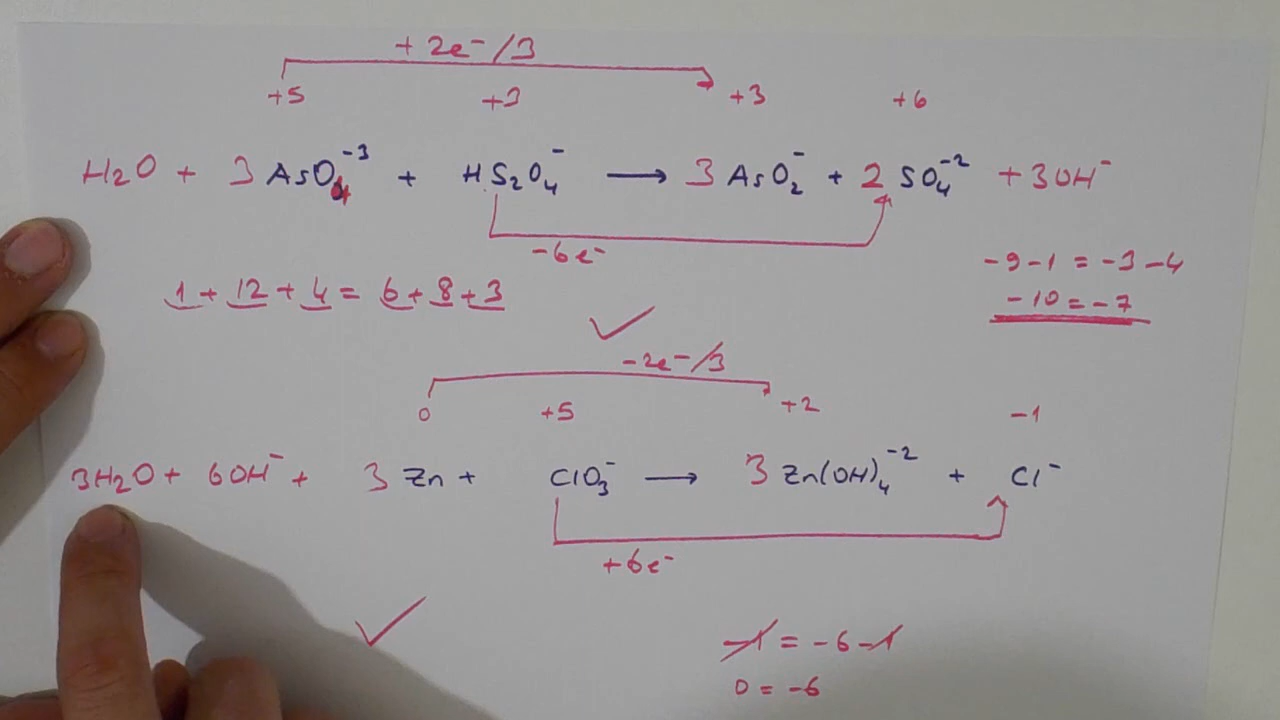 +2e⁻/3
+5 +3 +3 +6
H₂O + 3 AsO₄⁻³ + HS₂O₄⁻ ⟶ 3 AsO₂⁻ + 2 SO₄⁻² + 3OH⁻
-6e⁻
-9-1 = -3-4
1 + 12 + 4 = 6 + 8 + 3
-10 = -7
✓
-2e⁻/3
0 +5 +2 -1
3H₂O + 6OH⁻ + 3 Zn + ClO₃⁻ ⟶ 3 Zn(OH)₄⁻² + Cl⁻
+6e⁻
✓
-1 = -6-1
0 = -6